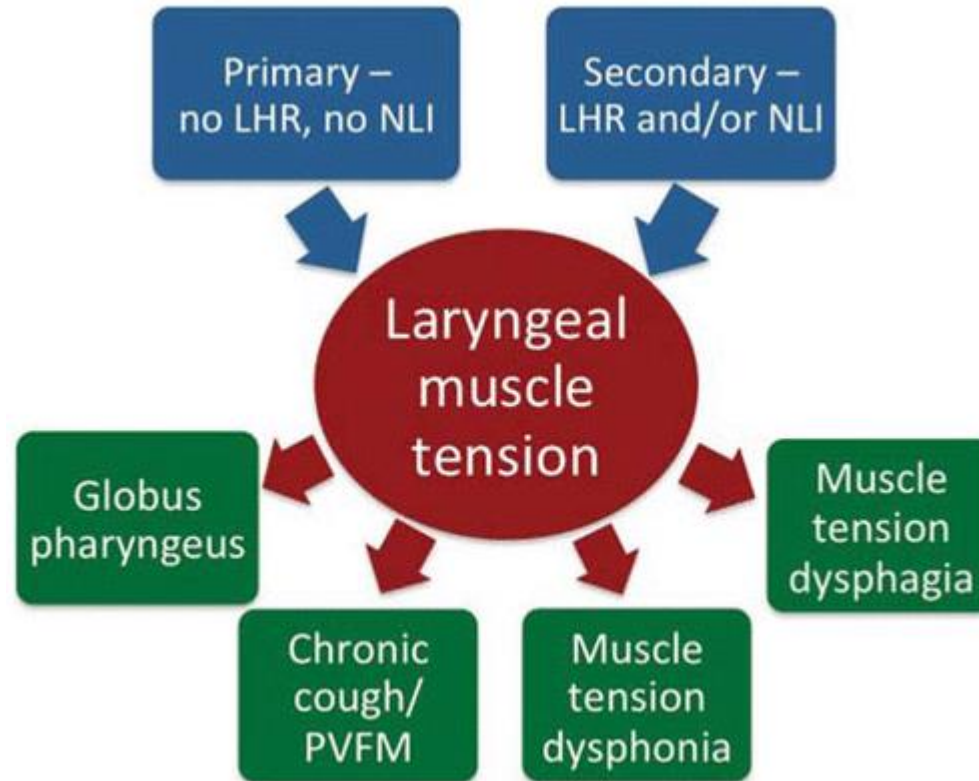 Primary –
no LHR, no NLI
Secondary –
LHR and/or NLI
Laryngeal
muscle
tension
Globus
pharyngeus
Chronic
cough/
PVFM
Muscle
tension
dysphonia
Muscle
tension
dysphagia